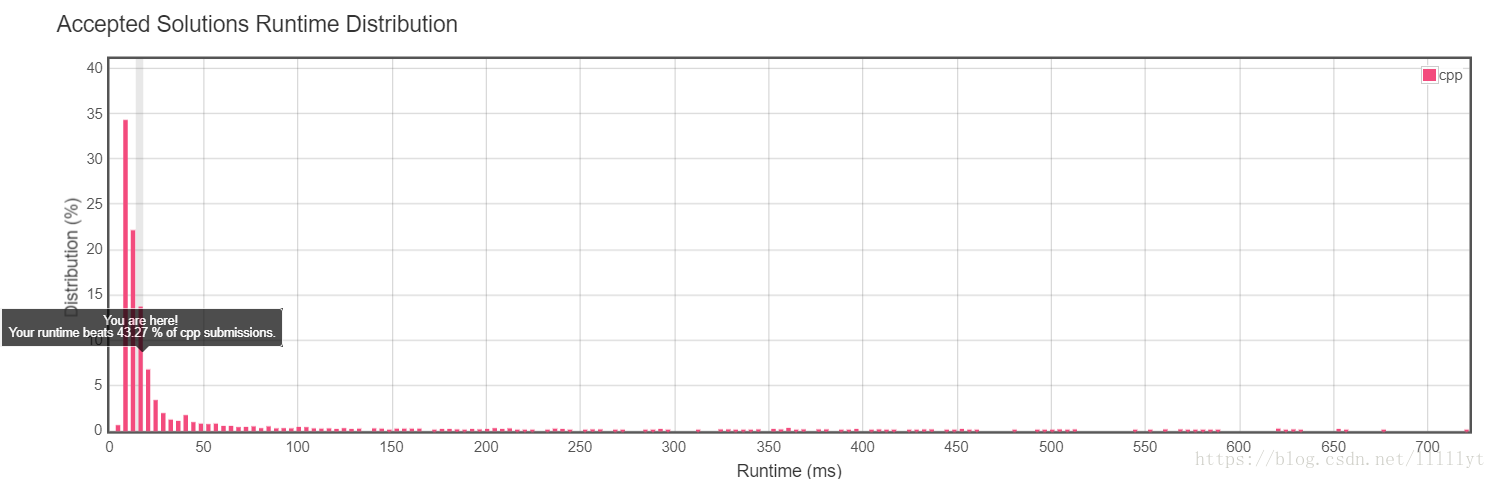 Accepted Solutions Runtime Distribution
40
cpp
35
30
25
20
15
10
5
0
Distribution (%)
You are here!
Your runtime beats 43.27 % of cpp submissions.
0 50 100 150 200 250 300 350 400 450 500 550 600 650 700
Runtime (ms)
https://blog.csdn.net/lllllyt